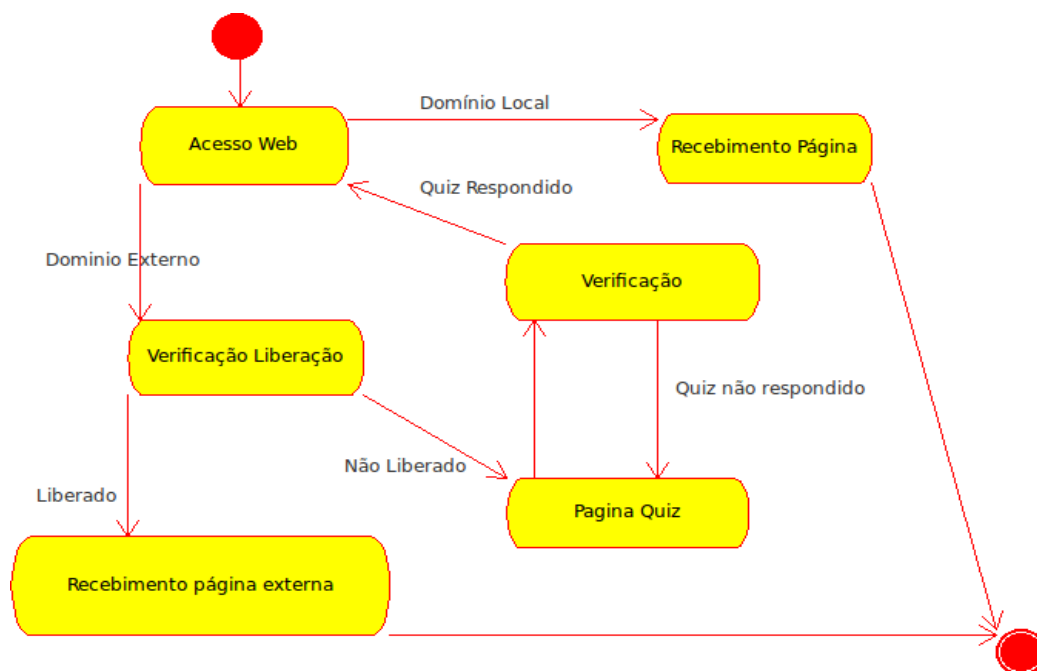 Domínio Local
Acesso Web
Recebimento Página
Quiz Respondido
Dominio Externo
Verificação
Verificação Liberação
Quiz não respondido
Não Liberado
Liberado
Pagina Quiz
Recebimento página externa